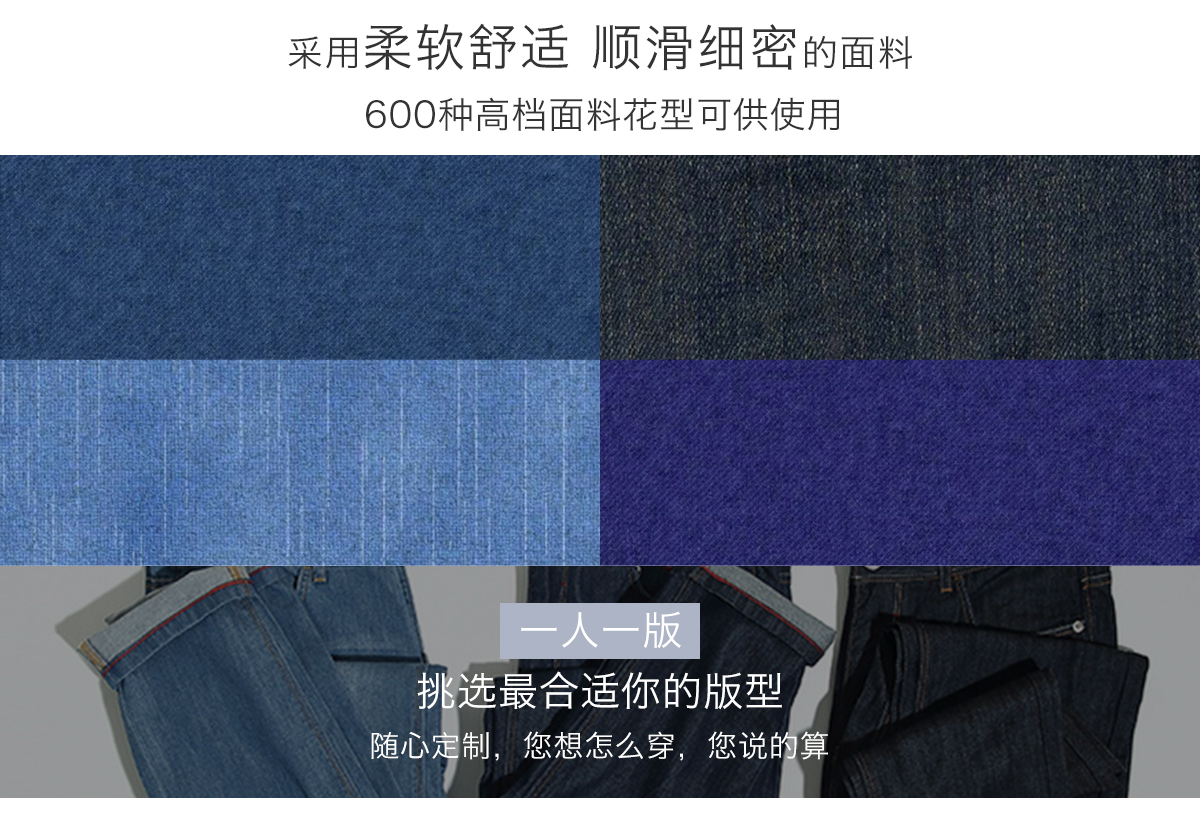 采用柔软舒适 顺滑细密的面料
600种高档面料花型可供使用
一人一版
挑选最合适你的版型
随心定制，您想怎么穿，您说的算